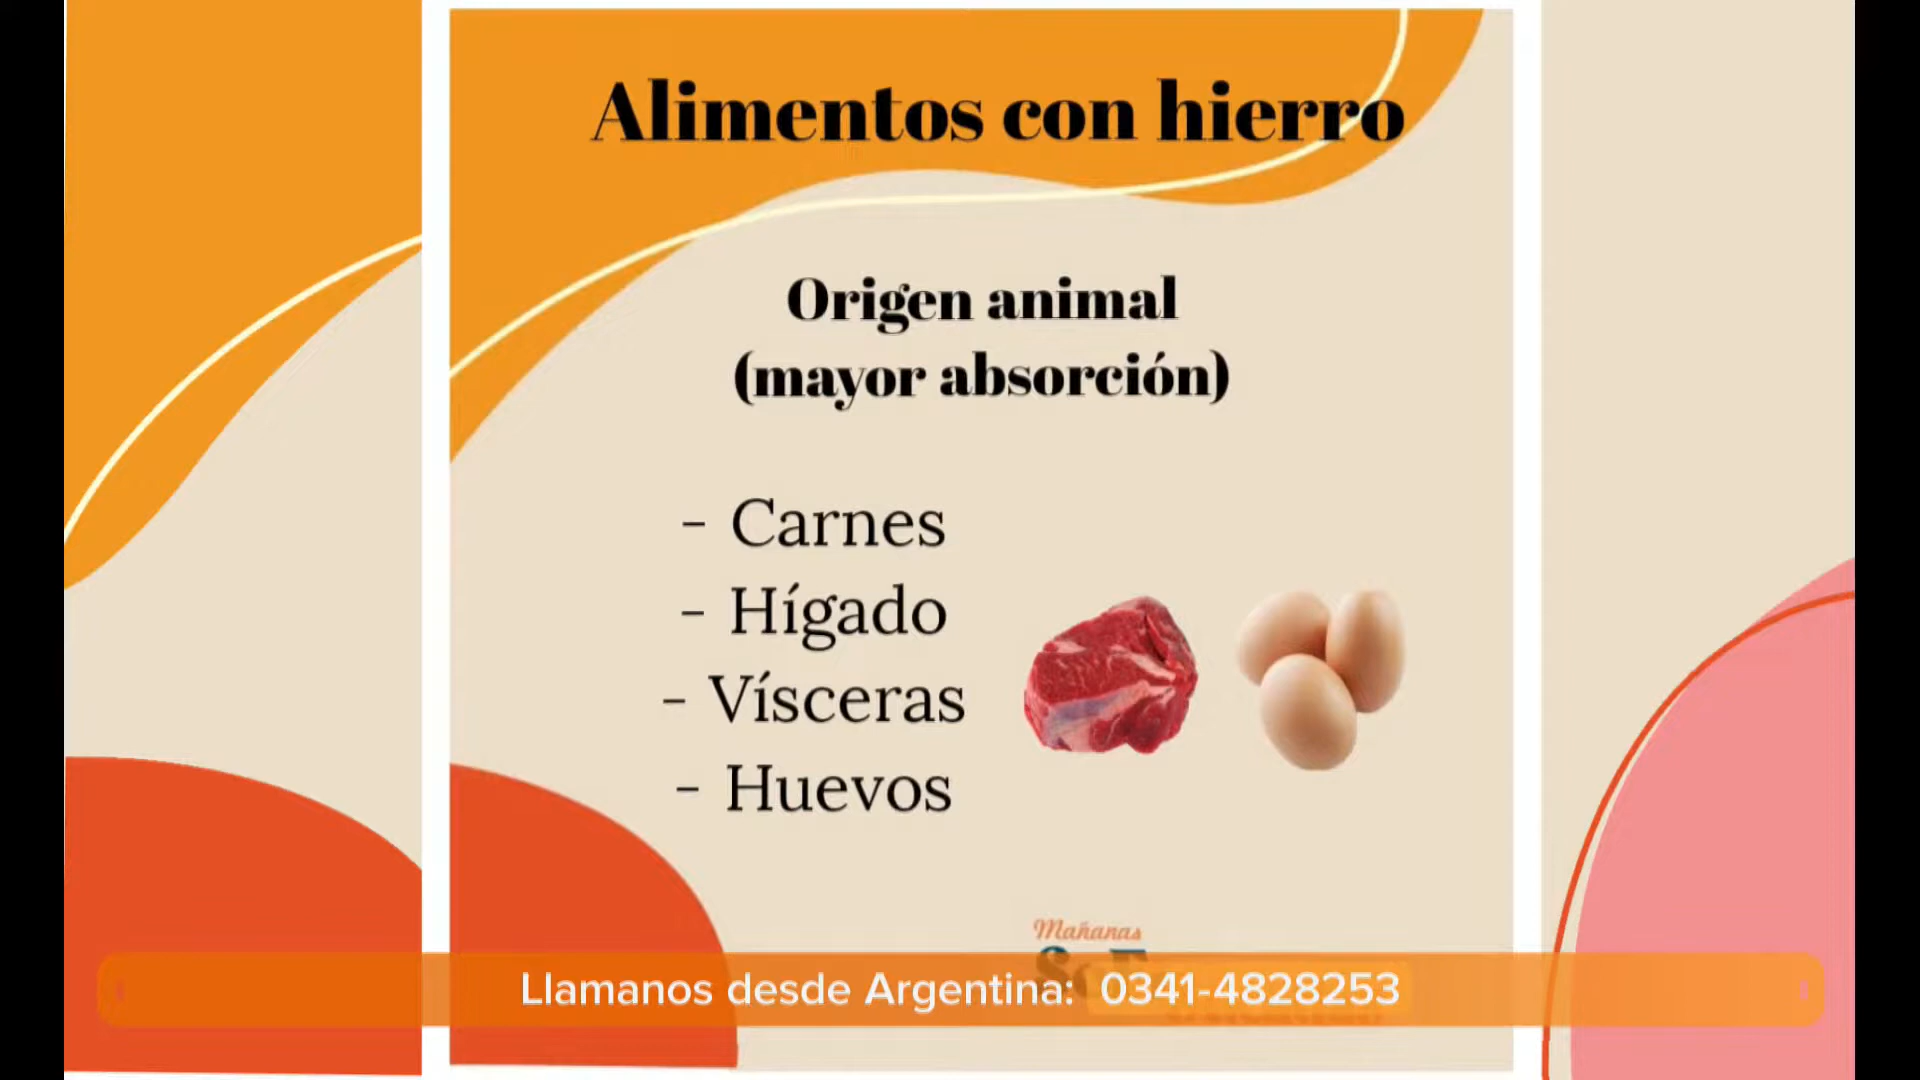 Alimentos con hierro
Origen animal
(mayor absorción)
- Carnes
- Hígado
- Vísceras
- Huevos
Mañanas
Llamanos desde Argentina: 0341-4828253